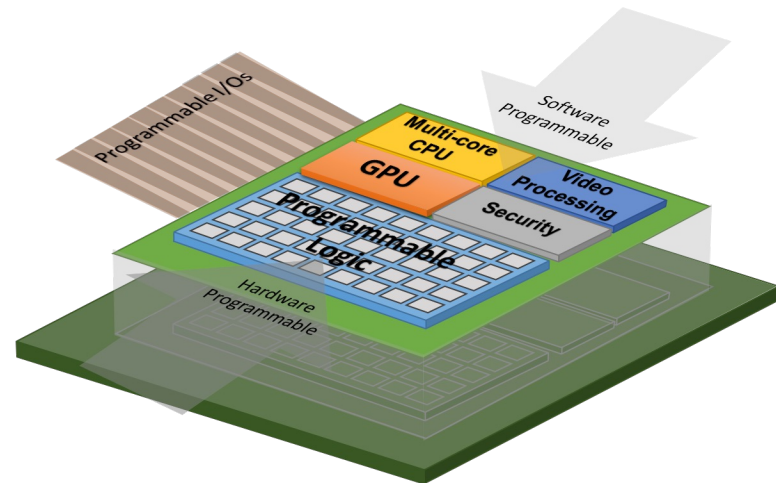 Programmable I/Os
Software
Programmable
Multi-core
CPU
Video
Processing
GPU
Security
Programmable
Logic
Hardware
Programmable